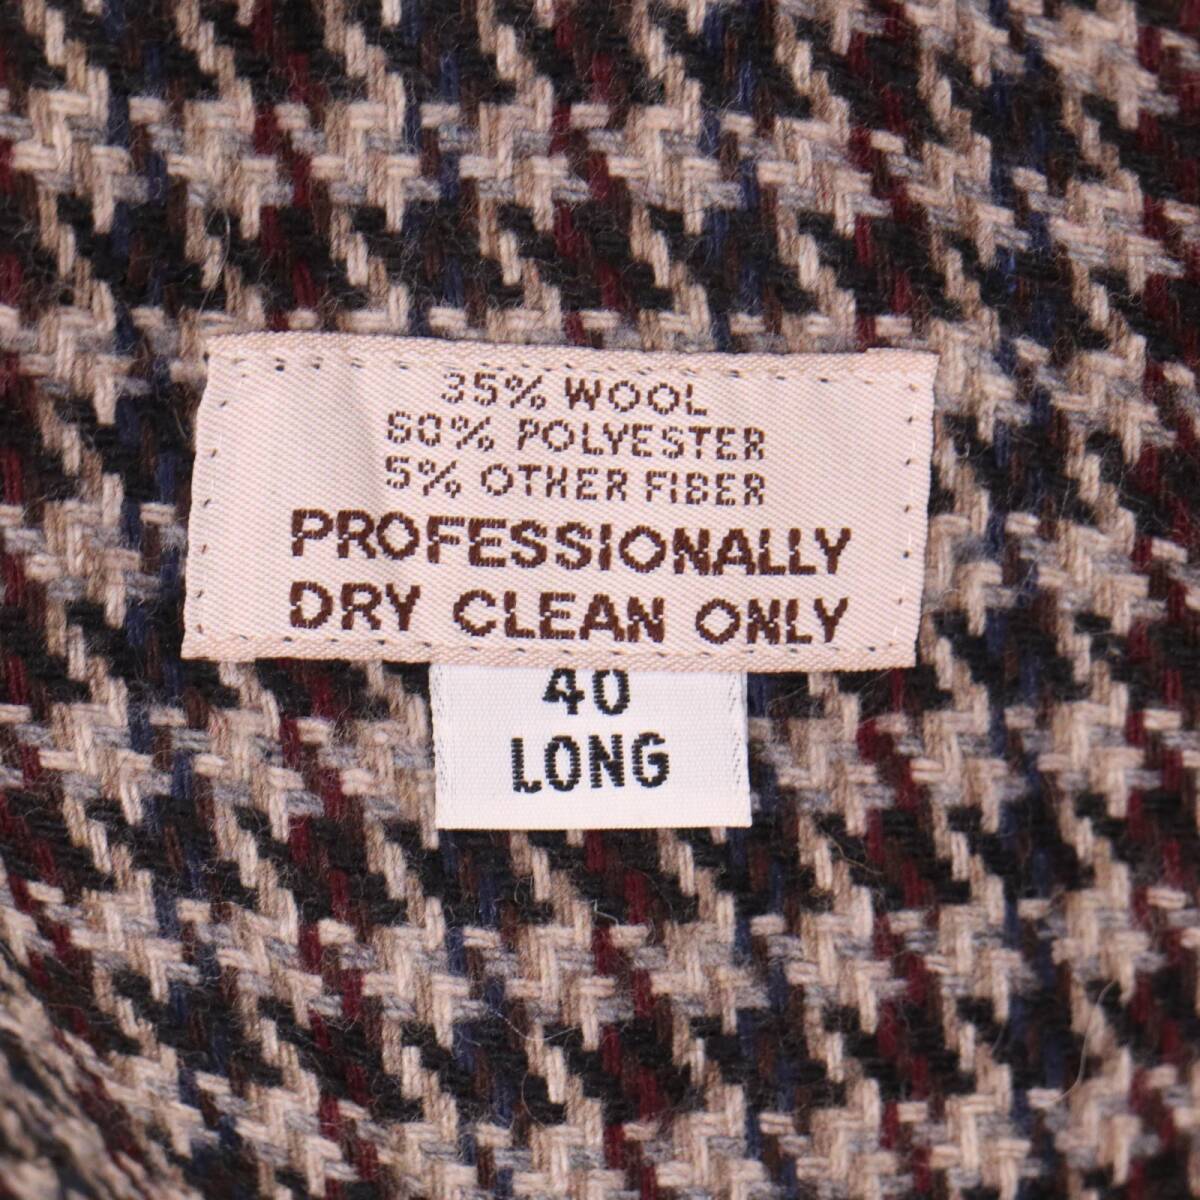 35% WOOL
60% POLYESTER
5% OTHER FIBER
PROFESSIONALLY
DRY CLEAN ONLY
40
LONG